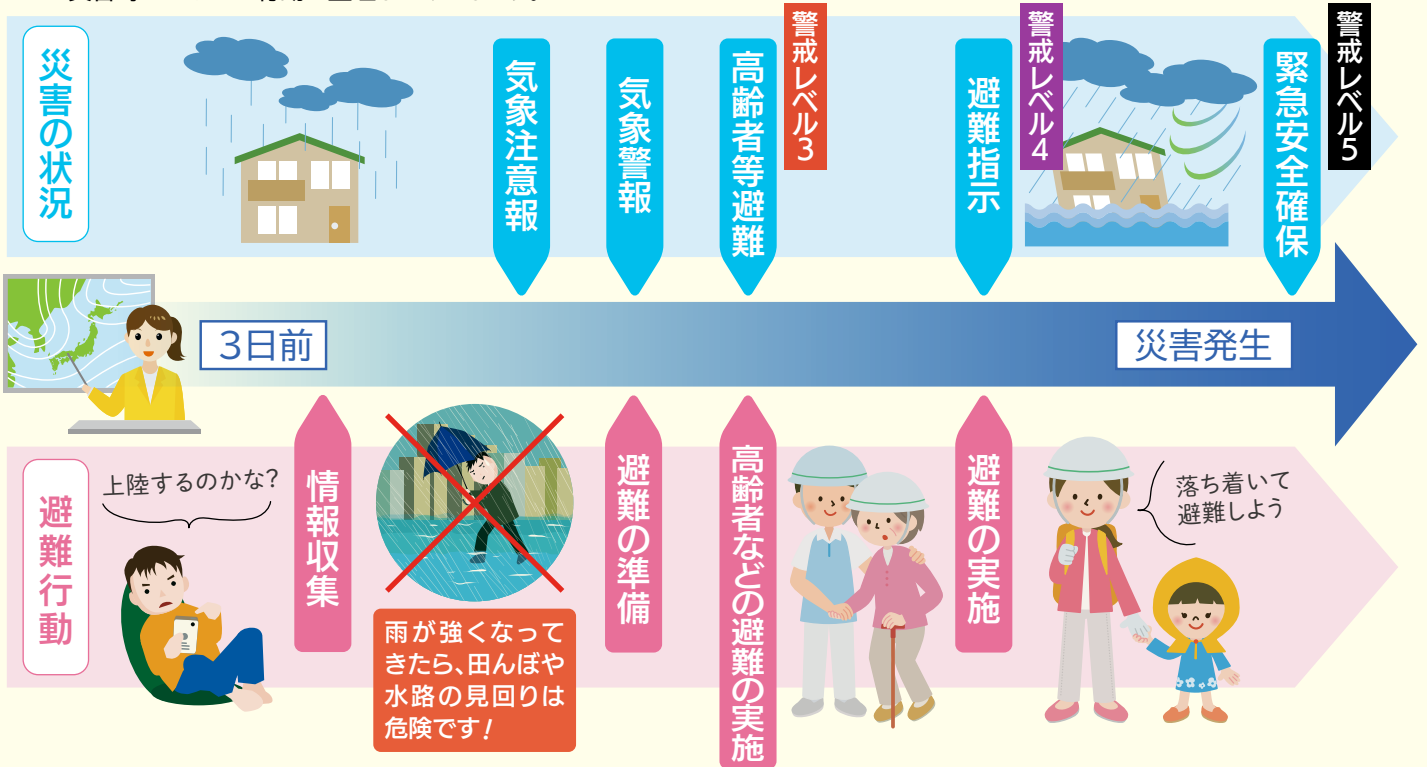 災害の状況
気象注意報
気象警報
高齢者等避難
警戒レベル3
避難指示
警戒レベル4
緊急安全確保
警戒レベル5
3日前
災害発生
避難行動
上陸するのかな?
情報収集
雨が強くなって
きたら、田んぼや
水路の見回りは
危険です!
避難の準備
高齢者などの避難の実施
避難の実施
落ち着いて
避難しよう